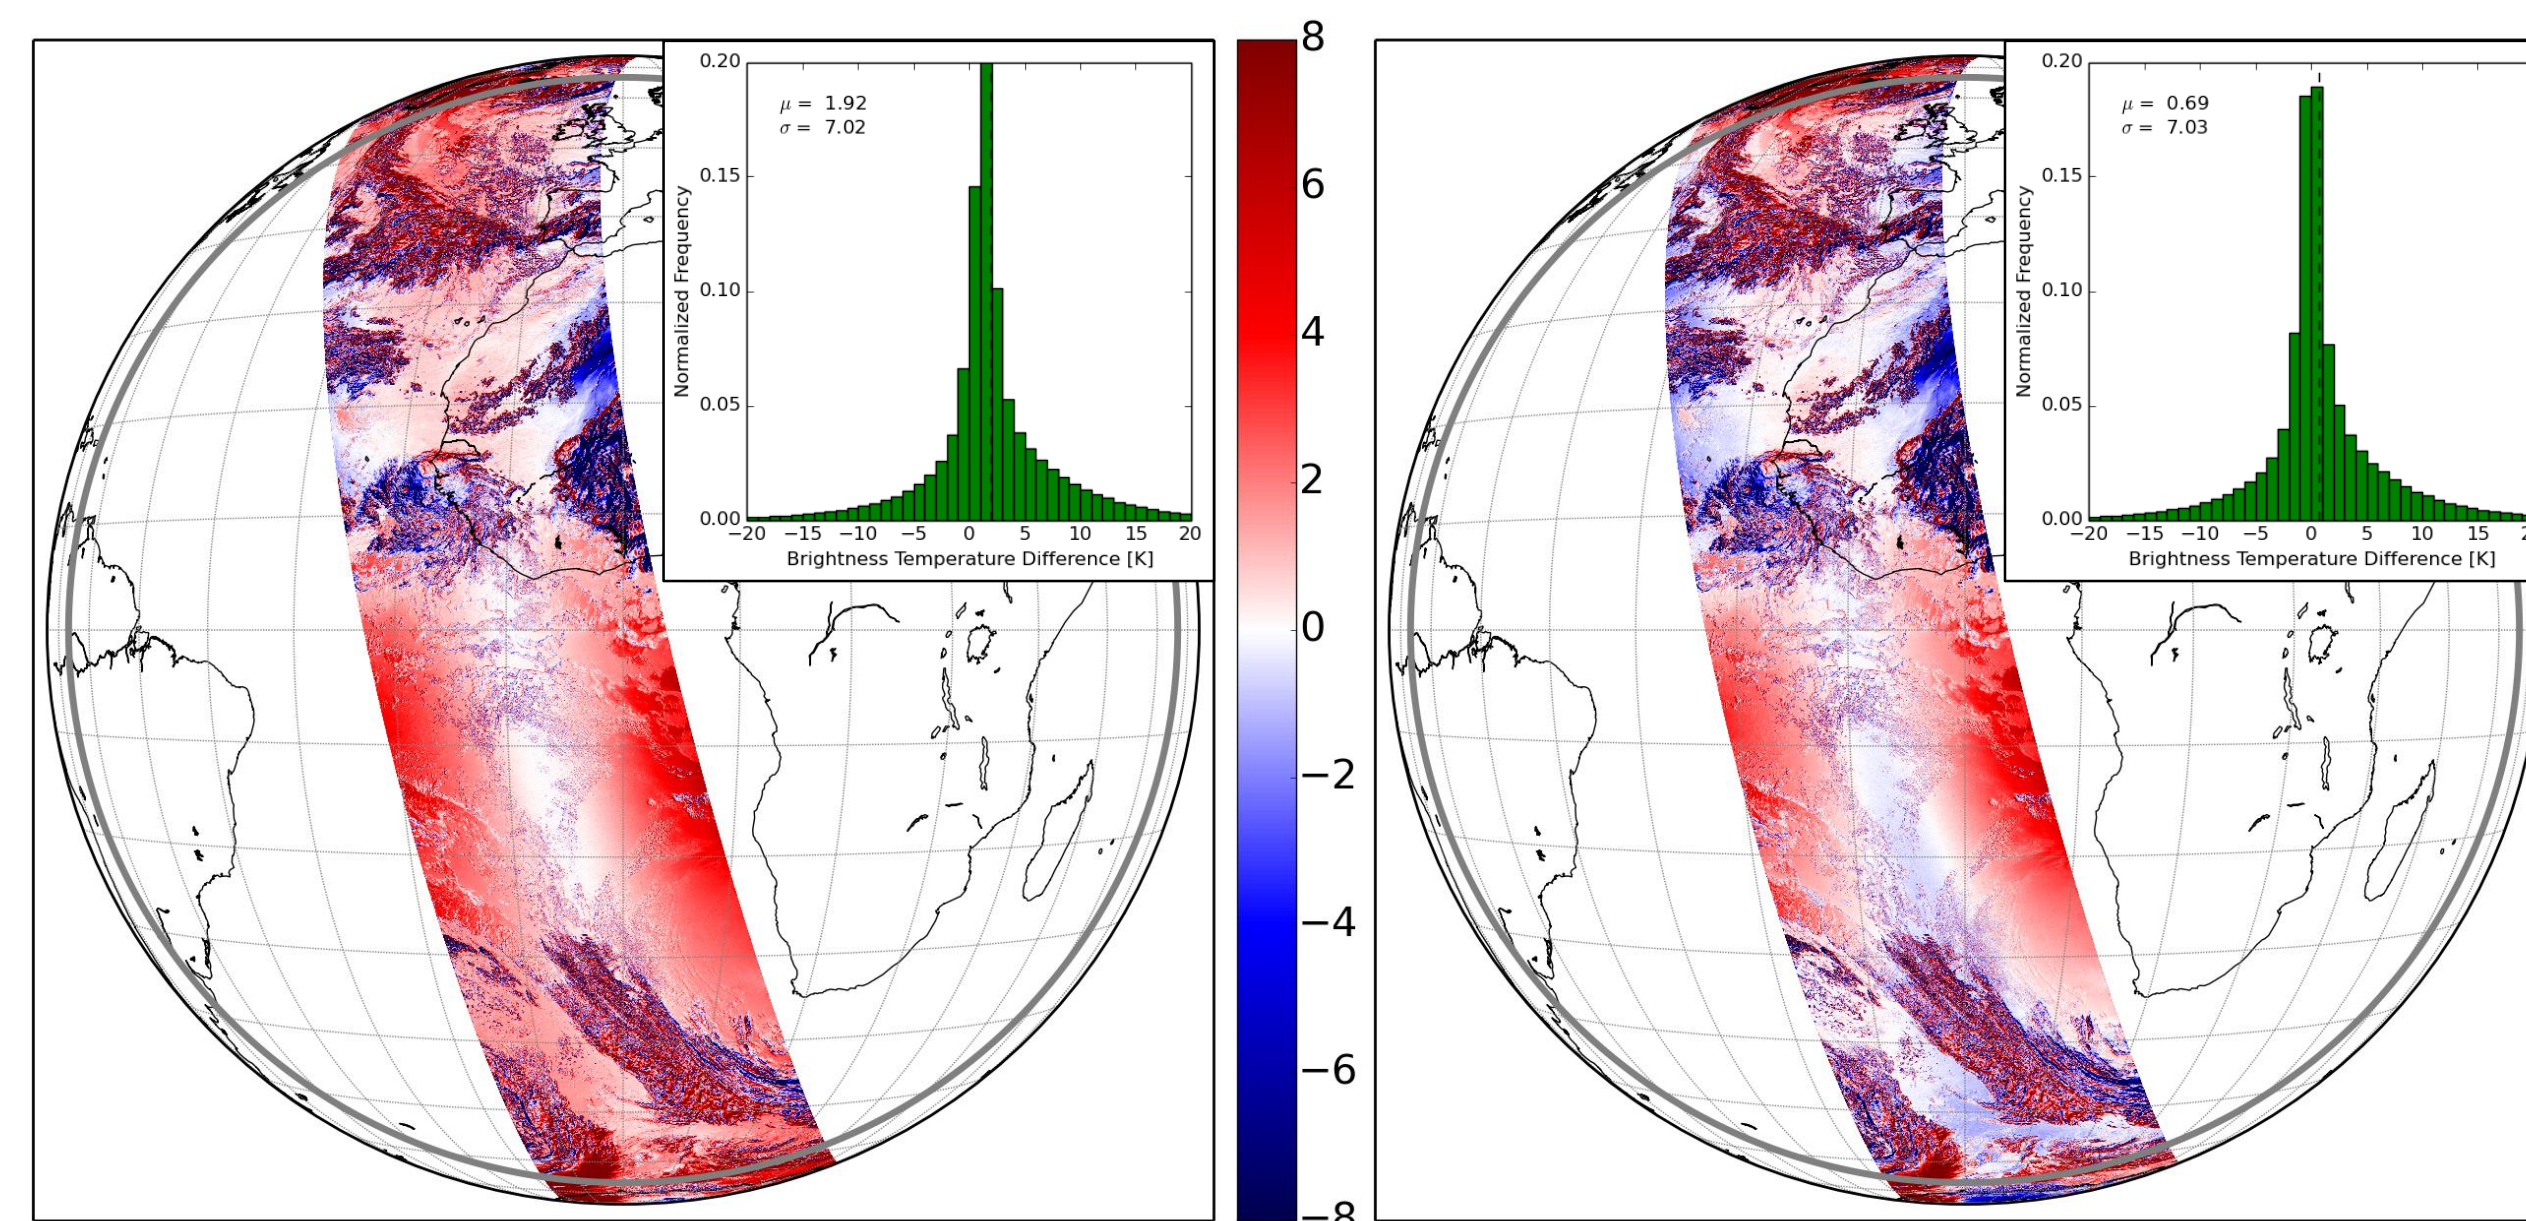 0.20
μ = 1.92
σ = 7.02
0.15
0.10
0.05
0.00
Normalized Frequency
−20 −15 −10 −5 0 5 10 15 20
Brightness Temperature Difference [K]
8
6
4
2
0
−2
−4
−6
−8
0.20
μ = 0.69
σ = 7.03
0.15
0.10
0.05
0.00
Normalized Frequency
−20 −15 −10 −5 0 5 10 15
Brightness Temperature Difference [K]